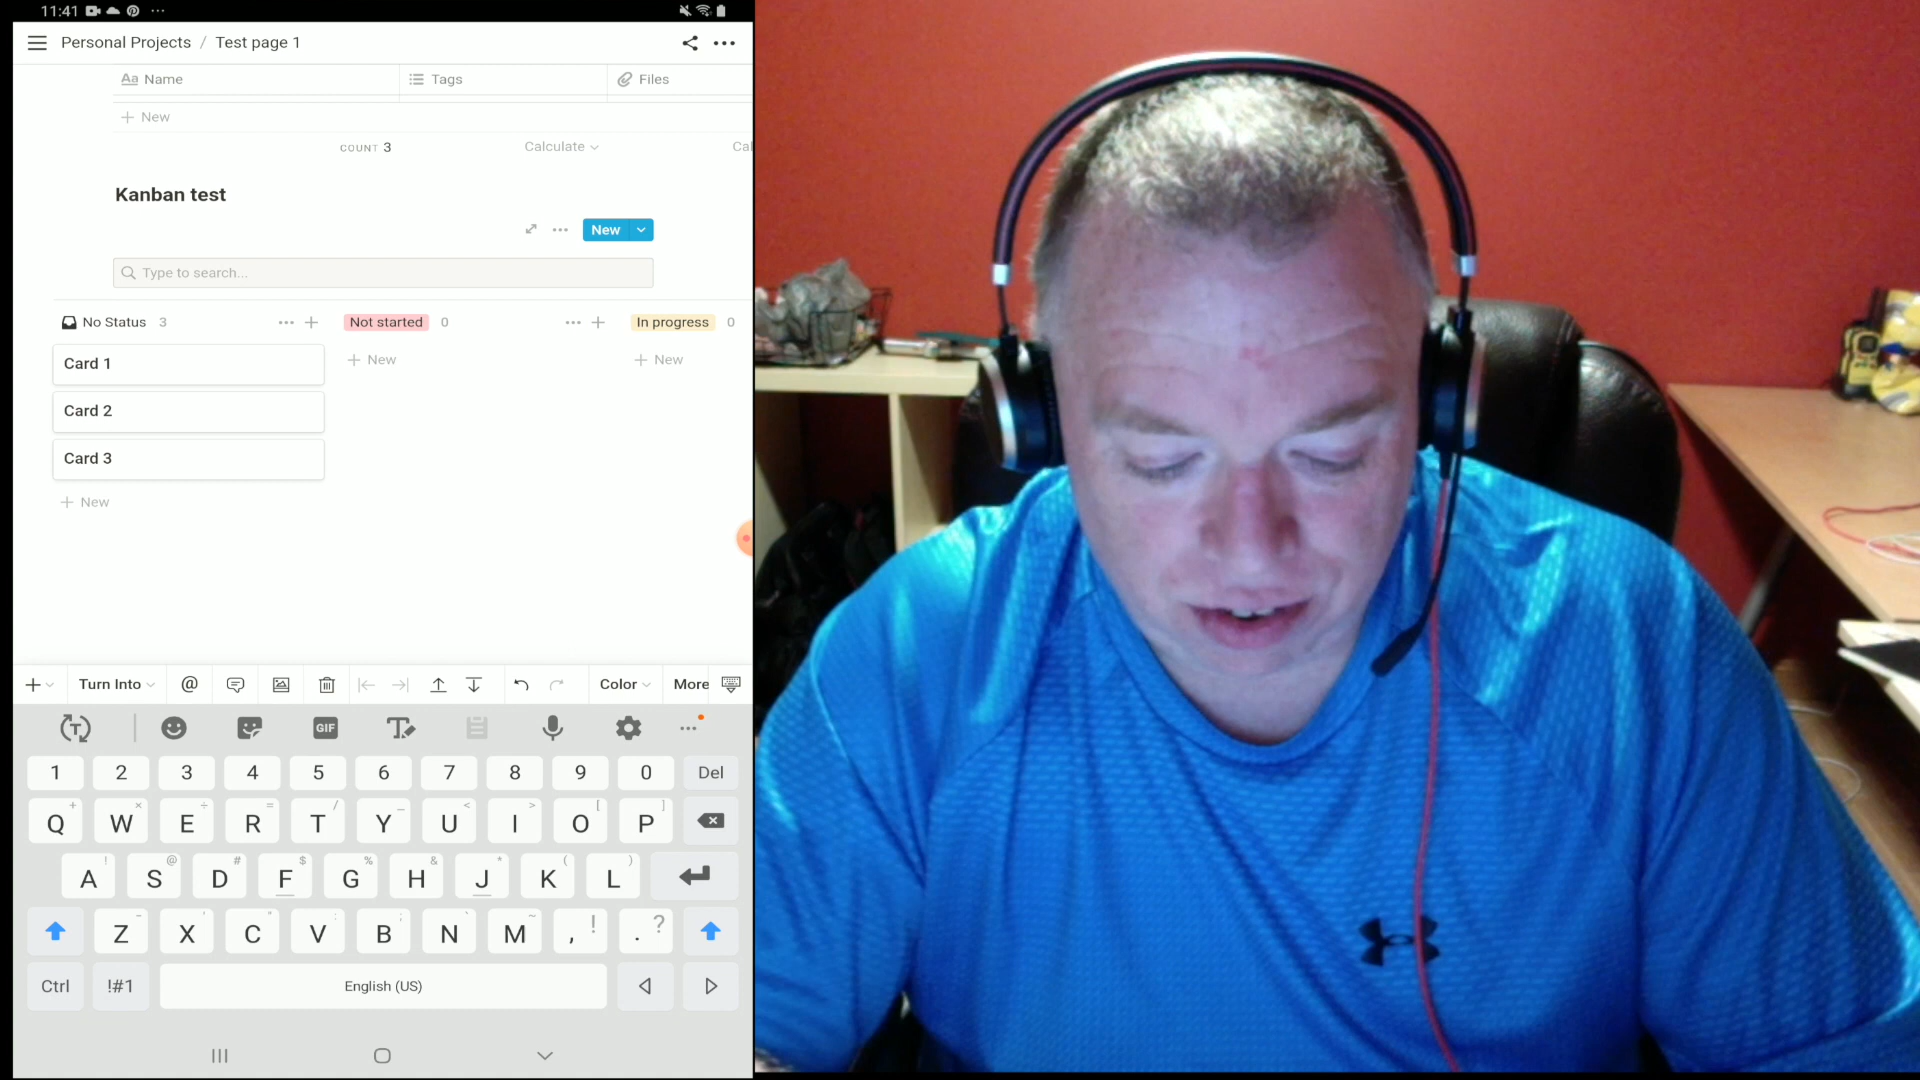 11:41
Personal Projects / Test page 1
Aa Name Tags Files
+ New
COUNT 3 Calculate Cal
Kanban test
New
Type to search...
No Status 3 Not started 0 In progress 0
Card 1
+ New
+ New
Card 2
Card 3
+ New
+ Turn Into @ Color More
T GIF T
1 2 3 4 5 6 7 8 9 0 Del
Q W E R T Y U I O P
A S D F G H J K L
Z X C V B N M , ! . ?
Ctrl !#1 English (US)